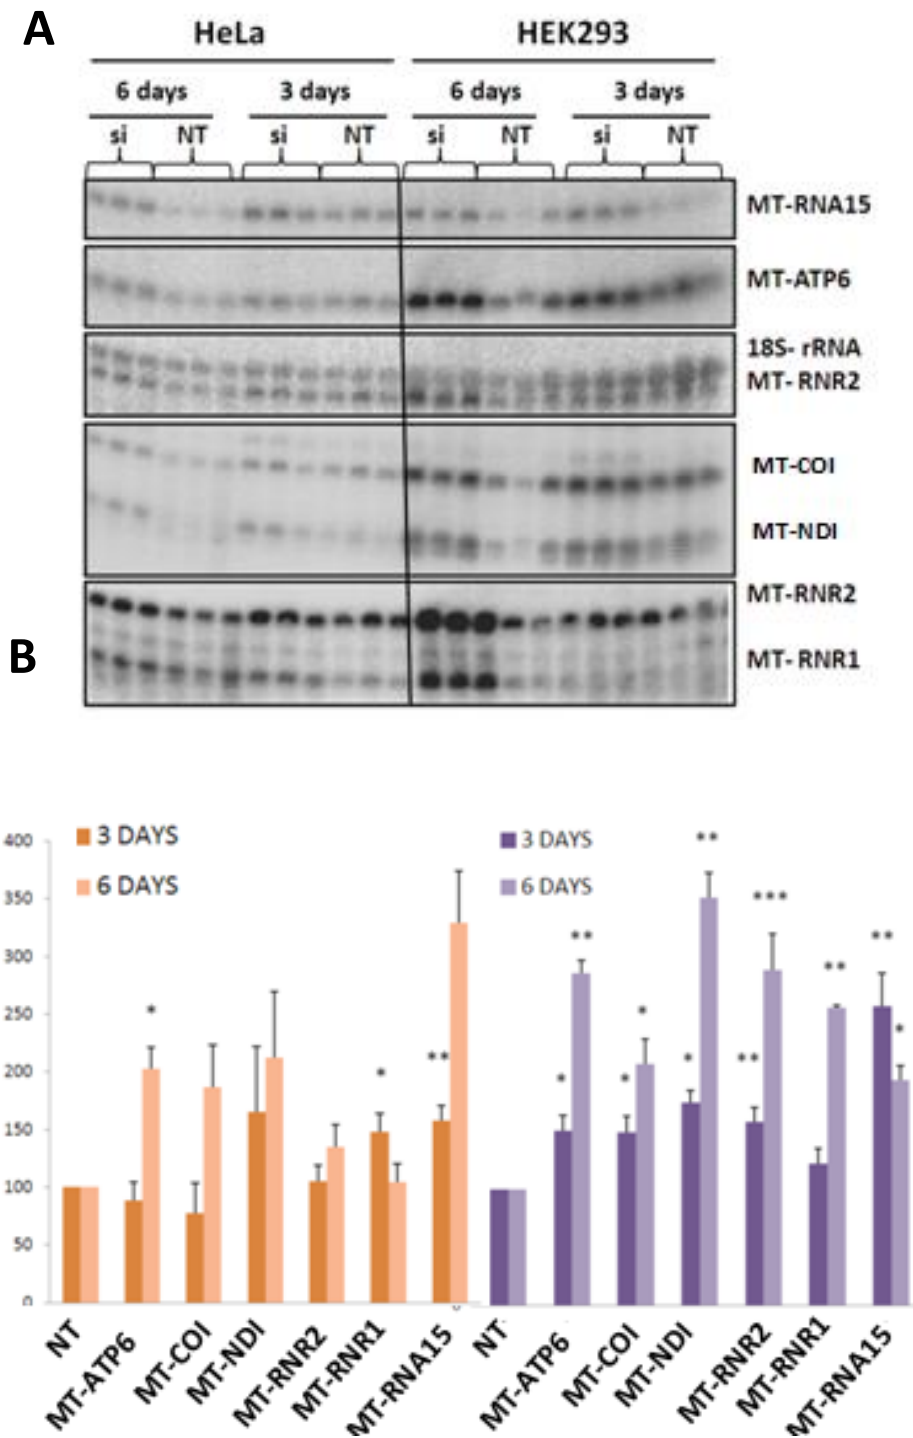 A
HeLa HEK293
6 days 3 days 6 days 3 days
si NT si NT si NT si NT
MT-RNA15
MT-ATP6
18S- rRNA
MT- RNR2
MT-COI
MT-NDI
MT-RNR2
B
MT- RNR1
3 DAYS
6 DAYS
400
350
300
250
200
150
100
50
0
*
*
**
3 DAYS
6 DAYS
**
***
**
**
**
*
*
*
*
*
**
NT MT-ATP6 MT-COI MT-NDI MT-RNR2 MT-RNR1 MT-RNA15
NT MT-ATP6 MT-COI MT-NDI MT-RNR2 MT-RNR1 MT-RNA15